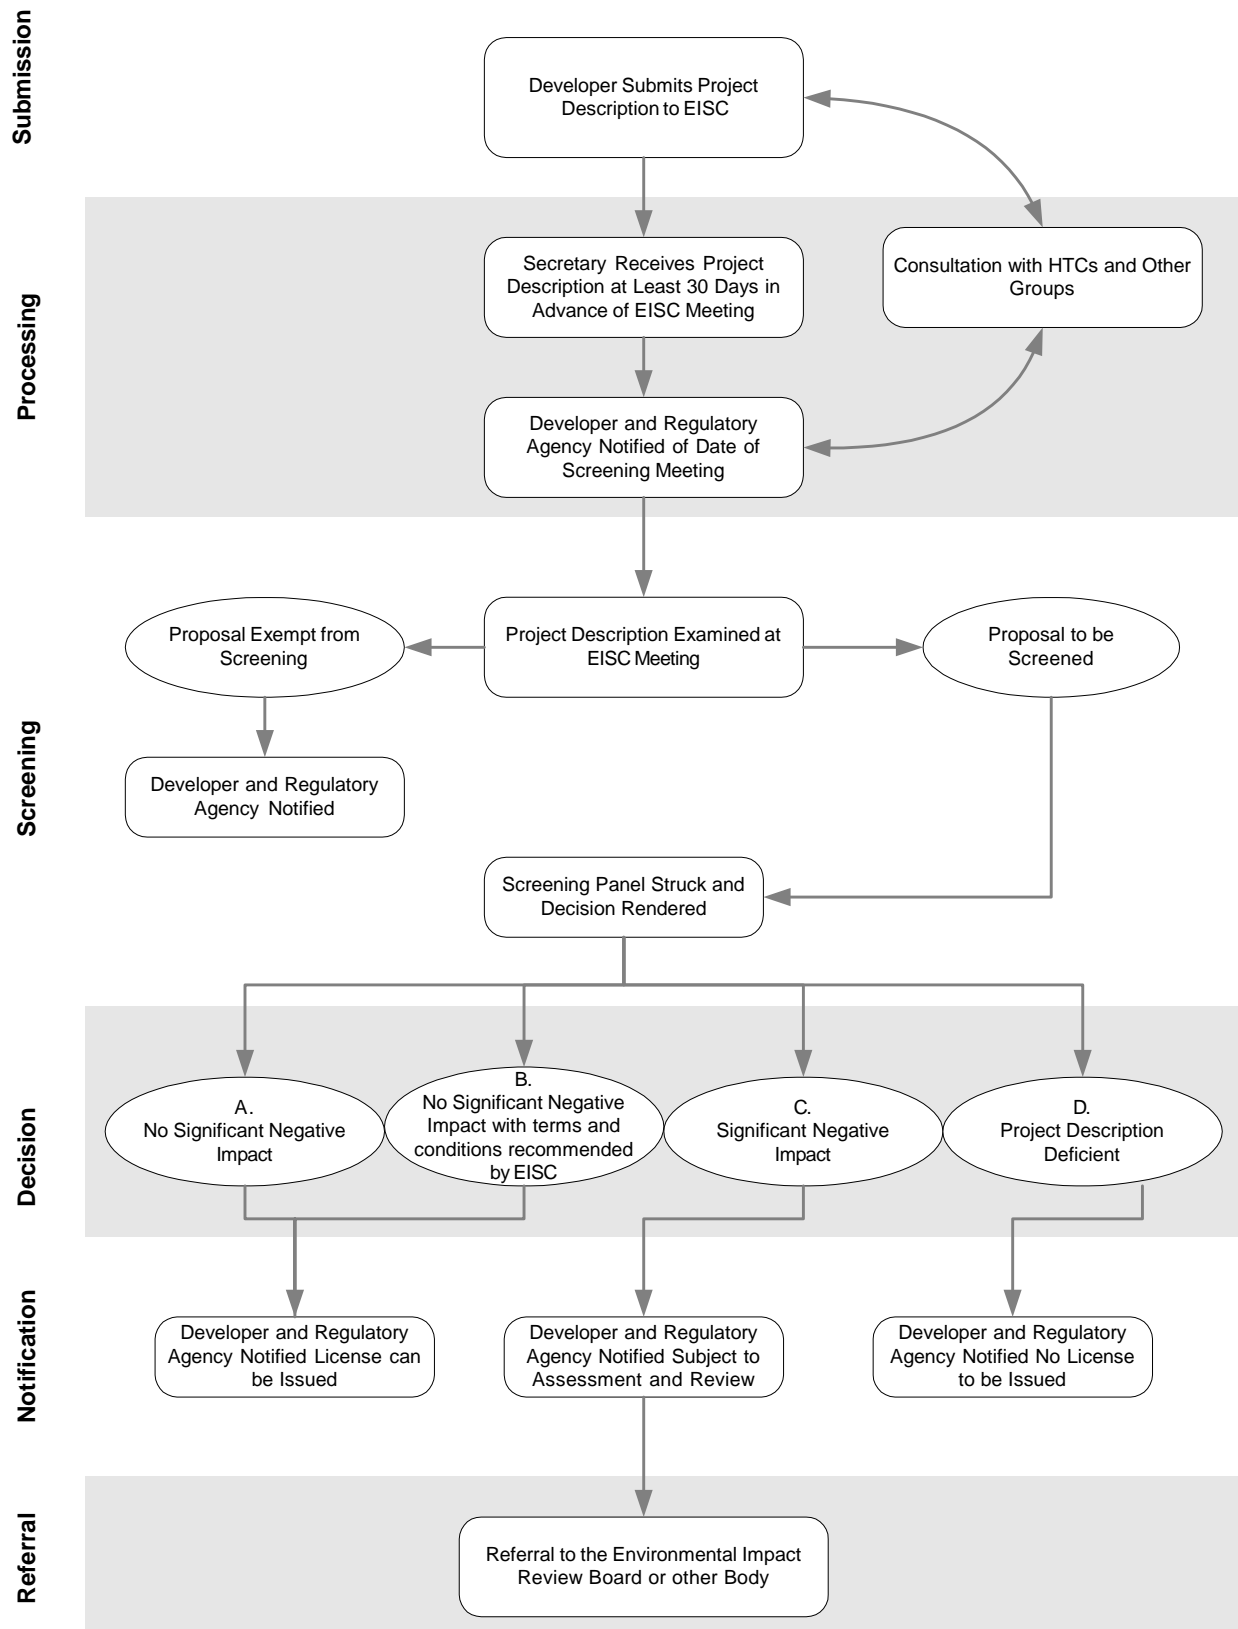 Submission
Developer Submits Project
Description to EISC
Processing
Secretary Receives Project
Description at Least 30 Days in
Advance of EISC Meeting
Consultation with HTCs and Other
Groups
Developer and Regulatory
Agency Notified of Date of
Screening Meeting
Screening
Proposal Exempt from
Screening
Project Description Examined at
EISC Meeting
Proposal to be
Screened
Developer and Regulatory
Agency Notified
Screening Panel Struck and
Decision Rendered
Decision
A.
No Significant Negative
Impact
B.
No Significant Negative
Impact with terms and
conditions recommended
by EISC
C.
Significant Negative
Impact
D.
Project Description
Deficient
Notification
Developer and Regulatory
Agency Notified License can
be Issued
Developer and Regulatory
Agency Notified Subject to
Assessment and Review
Developer and Regulatory
Agency Notified No License
to be Issued
Referral
Referral to the Environmental Impact
Review Board or other Body